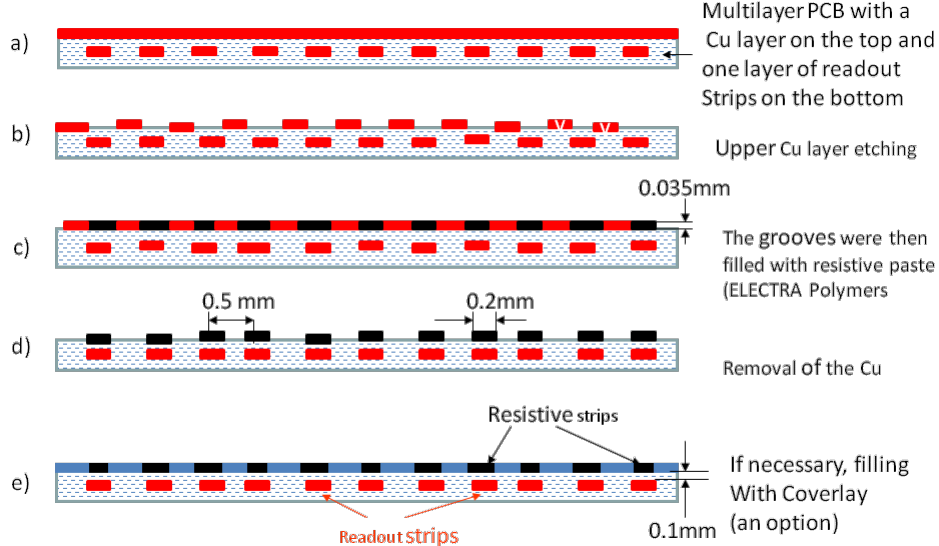 a)
Multilayer PCB with a
Cu layer on the top and
one layer of readout
Strips on the bottom
b)
V V
Upper Cu layer etching
0.035mm
c)
The grooves were then
filled with resistive paste
(ELECTRA Polymers
0.5 mm
0.2mm
d)
Removal of the Cu
Resistive strips
e)
If necessary, filling
With Coverlay
(an option)
0.1mm
Readout strips